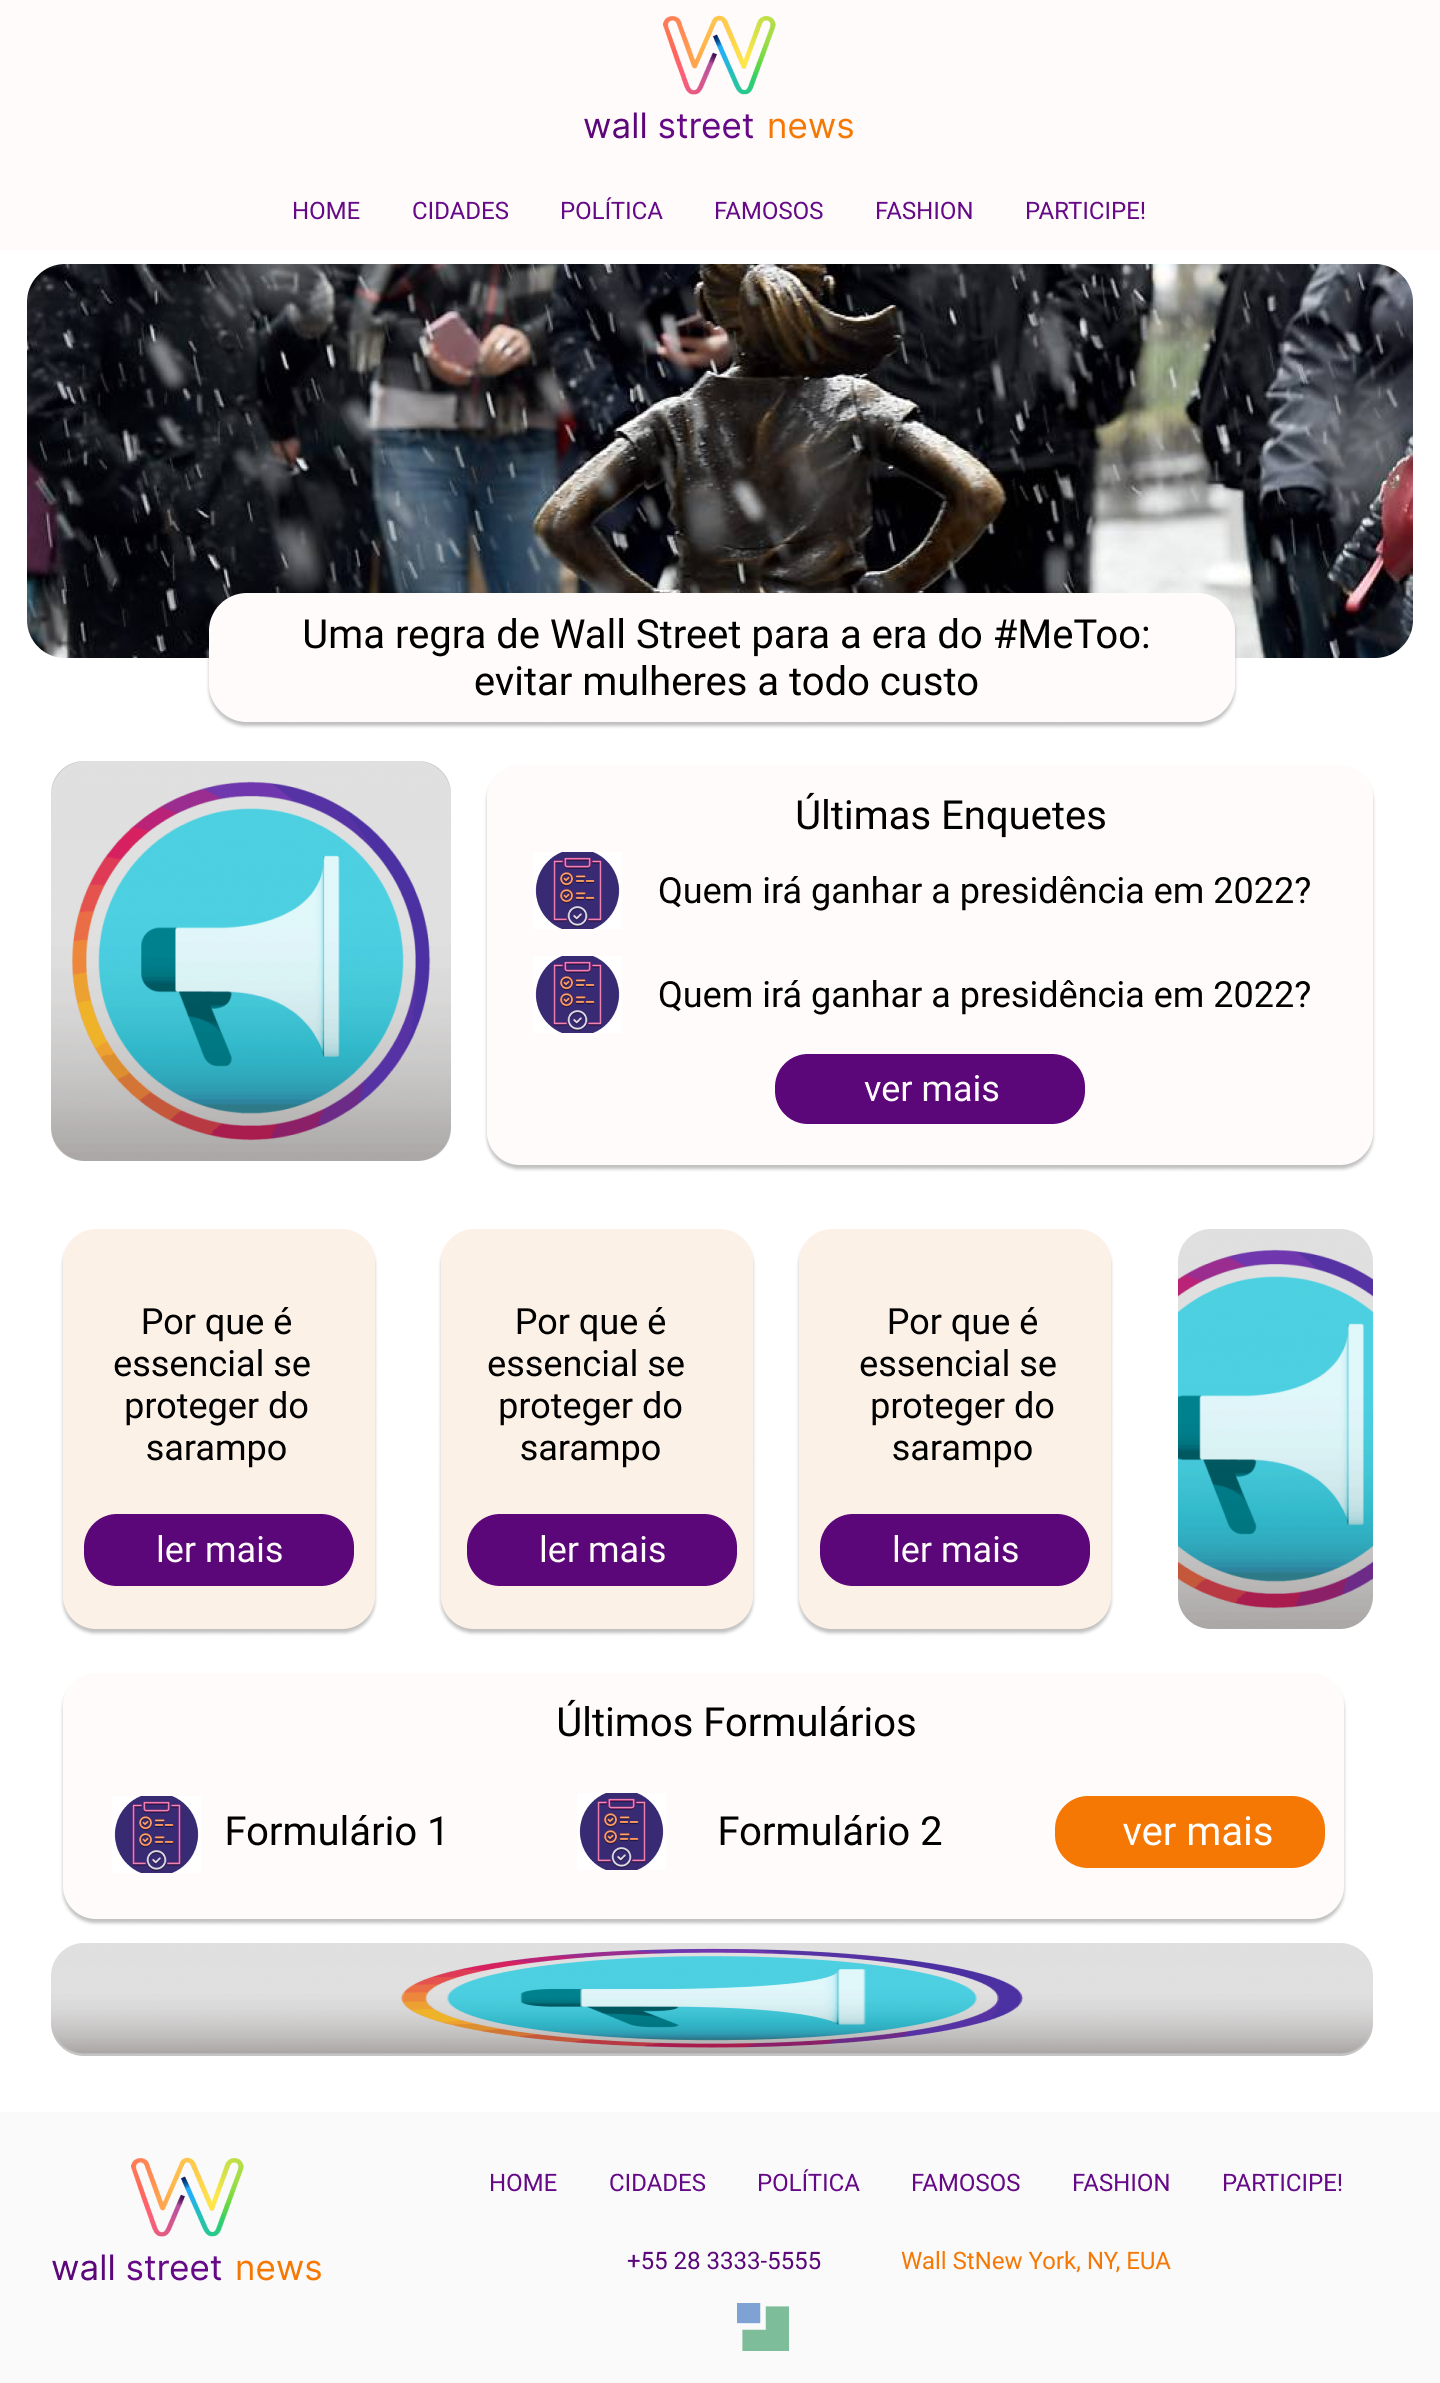 wall street news
HOME CIDADES POLÍTICA FAMOSOS FASHION PARTICIPE!
Uma regra de Wall Street para a era do #MeToo:
evitar mulheres a todo custo
Últimas Enquetes
Quem irá ganhar a presidência em 2022?
Quem irá ganhar a presidência em 2022?
ver mais
Por que é
essencial se
proteger do
sarampo
ler mais
Por que é
essencial se
proteger do
sarampo
ler mais
Por que é
essencial se
proteger do
sarampo
ler mais
Últimos Formulários
Formulário 1
Formulário 2
ver mais
wall street news
HOME CIDADES POLÍTICA FAMOSOS FASHION PARTICIPE!
+55 28 3333-5555
Wall StNew York, NY, EUA